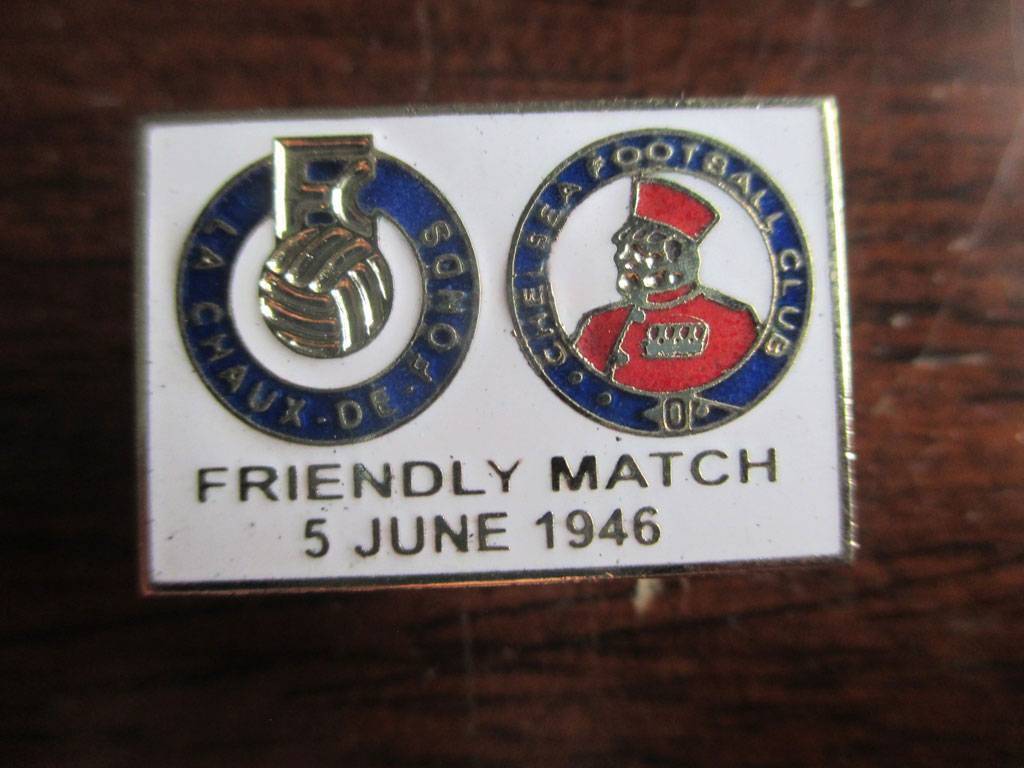 FC
LA CHAUX-DE-FONDS
CHELSEA FOOTBALL CLUB
FRIENDLY MATCH
5 JUNE 1946